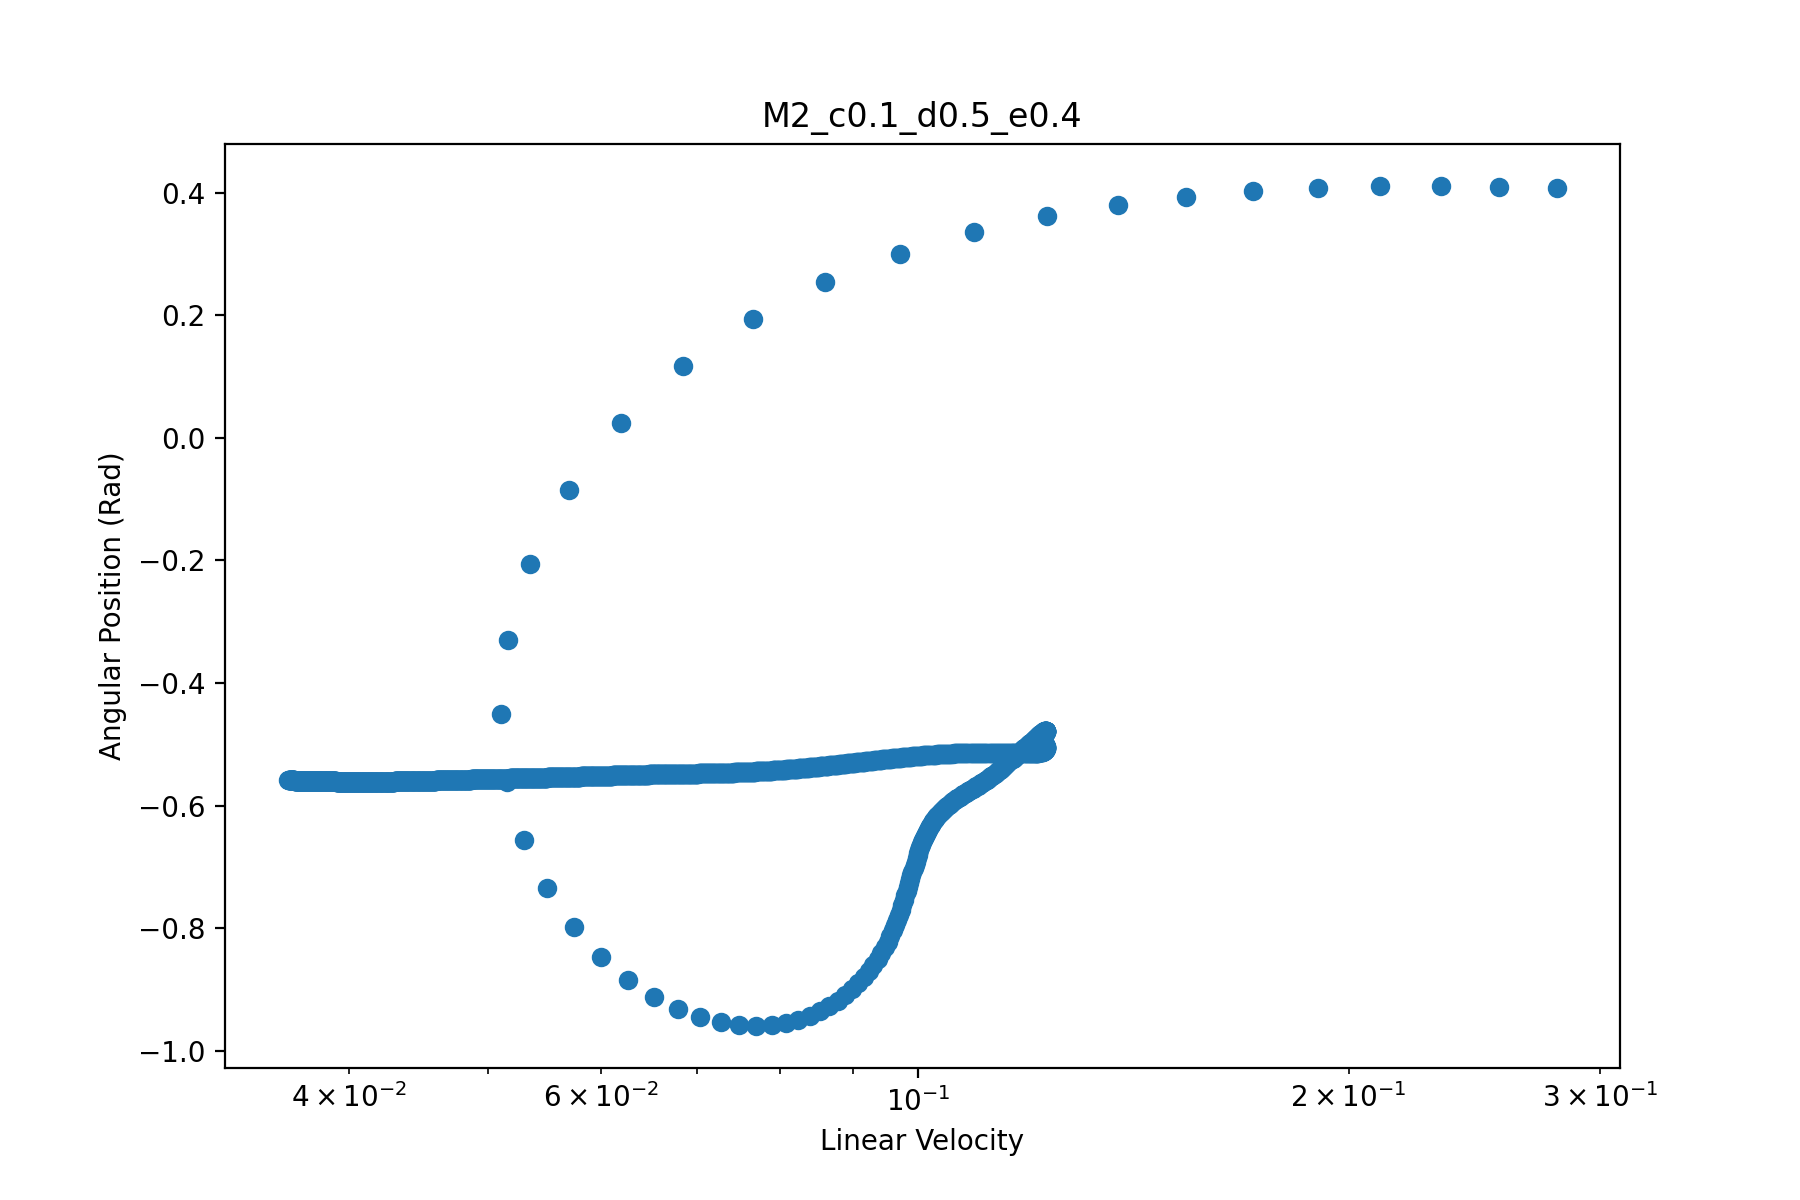 M2_c0.1_d0.5_e0.4
0.4
0.2
0.0
−0.2
−0.4
−0.6
−0.8
−1.0
Angular Position (Rad)
4 × 10⁻²
6 × 10⁻²
10⁻¹
2 × 10⁻¹
3 × 10⁻¹
Linear Velocity